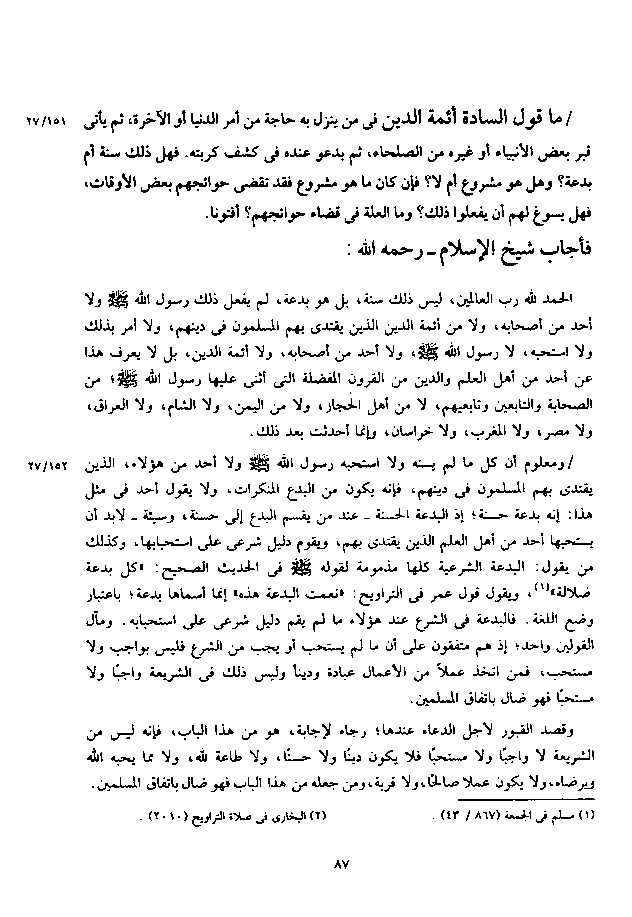 ٢٧/١٥١ / ما قول السادة أئمة الدين فى من ينزل به حاجة من أمر الدنيا أو الآخرة، ثم يأتى
قبر بعض الأنبياء أو غيره من الصلحاء، ثم يدعو عنده فى كشف كربته. فهل ذلك سنة أم
بدعة؟ وهل هو مشروع أم لا؟ فإن كان ما هو مشروع فقد تقضى حوائجهم بعض الأوقات،
فهل يسوغ لهم أن يفعلوا ذلك؟ وما العلة فى قضاء حوائجهم؟ أفتونا.
فأجاب شيخ الإسلام ـ رحمه الله :
الحمد لله رب العالمين، ليس ذلك سنة، بل هو بدعة، لم يفعل ذلك رسول الله ﷺ ولا
أحد من أصحابه، ولا من أئمة الدين الذين يقتدى بهم المسلمون فى دينهم، ولا أمر بذلك
ولا استحبه، لا رسول الله ﷺ، ولا أحد من أصحابه، ولا أئمة الدين، بل لا يعرف هذا
عن أحد من أهل العلم والدين من القرون المفضلة التى أثنى عليها رسول الله ﷺ؛ من
الصحابة والتابعين وتابعيهم، لا من أهل الحجاز، ولا من اليمن، ولا الشام، ولا العراق،
ولا مصر، ولا المغرب، ولا خراسان، وإنما أحدثت بعد ذلك.
٢٧/١٥٢ / ومعلوم أن كل ما لم يسنه ولا استحبه رسول الله ﷺ ولا أحد من هؤلاء، الذين
يقتدى بهم المسلمون فى دينهم، فإنه يكون من البدع المنكرات، ولا يقول أحد فى مثل
هذا: إنه بدعة حسنة؛ إذ البدعة الحسنة ـ عند من يقسم البدع إلى حسنة، وسيئة ـ لابد أن
يستحبها أحد من أهل العلم الذين يقتدى بهم، ويقوم دليل شرعى على استحبابها، وكذلك
من يقول: البدعة الشرعية كلها مذمومة لقوله ﷺ فى الحديث الصحيح: «كل بدعة
ضلالة»(١)، ويقول قول عمر فى التراويح: «نعمت البدعة هذه» إنما أسماها بدعة؛ باعتبار
وضع اللغة. فالبدعة فى الشرع عند هؤلاء ما لم يقم دليل شرعى على استحبابه. ومآل
القولين واحد؛ إذ هم متفقون على أن ما لم يستحب أو يجب من الشرع فليس بواجب ولا
مستحب، فمن اتخذ عملاً من الأعمال عبادة ودينًا وليس ذلك فى الشريعة واجبًا ولا
مستحبًا فهو ضال باتفاق المسلمين.
وقصد القبور لأجل الدعاء عندها؛ رجاء لإجابة، هو من هذا الباب، فإنه ليس من
الشريعة لا واجبًا ولا مستحبًا فلا يكون دينًا ولا حسنًا، ولا طاعة لله، ولا مما يحبه الله
ويرضاه، ولا يكون عملا صالحًا، ولا قربة، ومن جعله من هذا الباب فهو ضال باتفاق المسلمين.
(١) مسلم فى الجمعة (٨٦٧ / ٤٣) . (٢) البخارى فى صلاة التراويح (٢٠١٠) .
٨٧